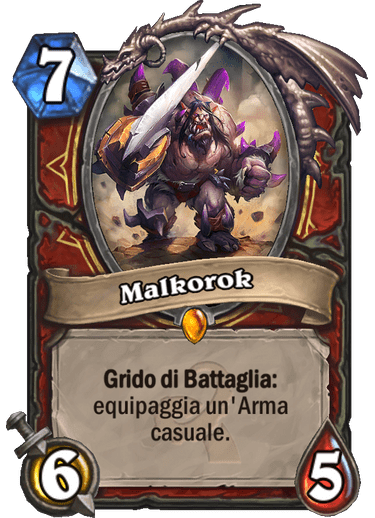 7
Malkorok
Grido di Battaglia:
equipaggia un'Arma
casuale.
6
5